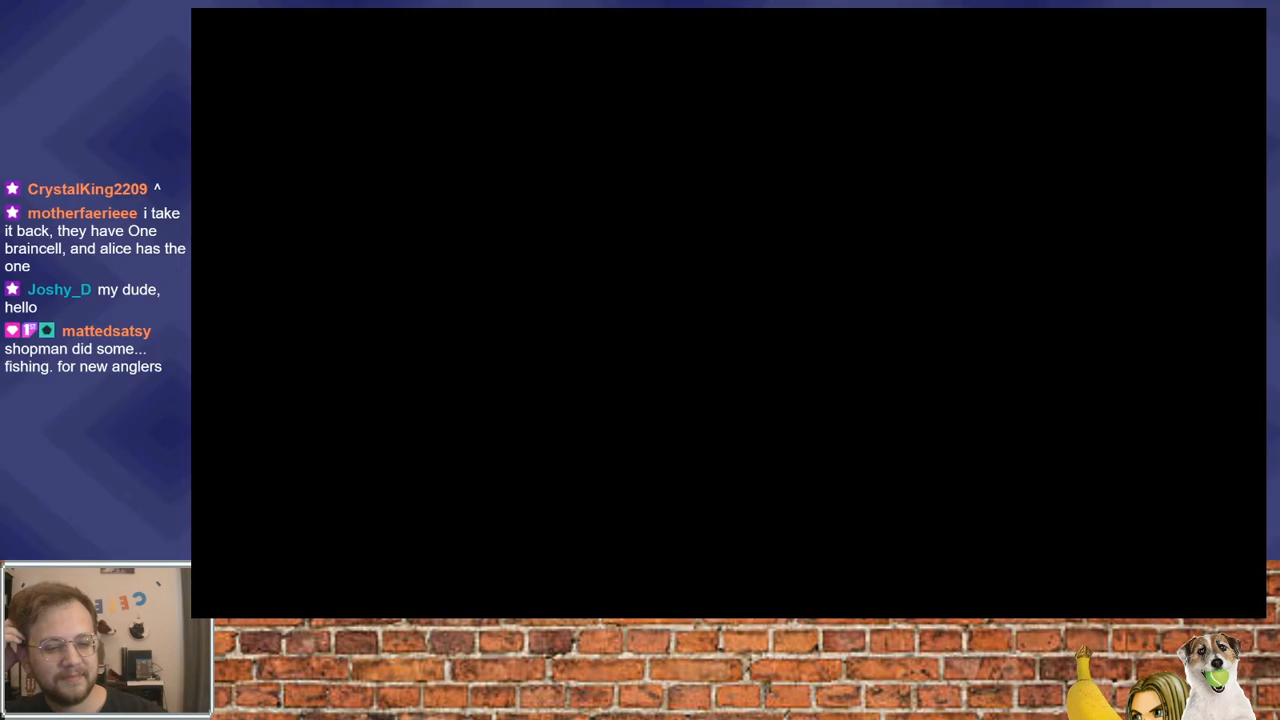 CrystalKing2209 ^
motherfaerieee i take
it back, they have One
braincell, and alice has the
one
Joshy_D my dude,
hello
1ST mattedsatsy
shopman did some...
fishing. for new anglers